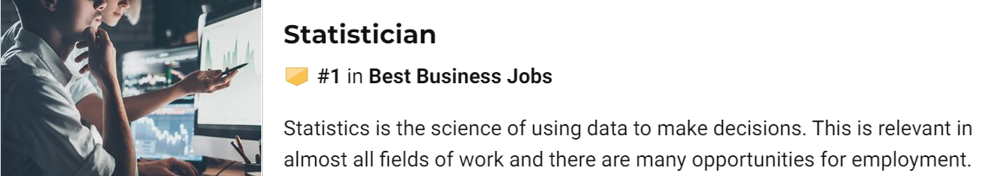 Statistician
#1 in Best Business Jobs
Statistics is the science of using data to make decisions. This is relevant in
almost all fields of work and there are many opportunities for employment.